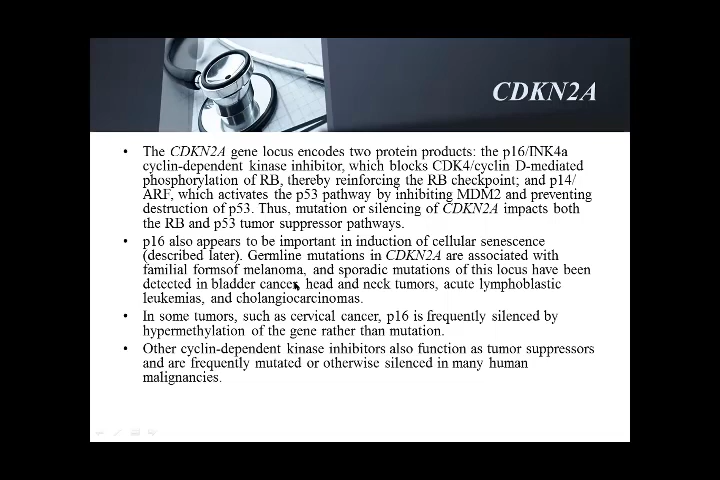 CDKN2A
• The CDKN2A gene locus encodes two protein products: the p16/INK4a
cyclin-dependent kinase inhibitor, which blocks CDK4/cyclin D-mediated
phosphorylation of RB, thereby reinforcing the RB checkpoint; and p14/
ARF, which activates the p53 pathway by inhibiting MDM2 and preventing
destruction of p53. Thus, mutation or silencing of CDKN2A impacts both
the RB and p53 tumor suppressor pathways.
• p16 also appears to be important in induction of cellular senescence
(described later). Germline mutations in CDKN2A are associated with
familial formsof melanoma, and sporadic mutations of this locus have been
detected in bladder cancer, head and neck tumors, acute lymphoblastic
leukemias, and cholangiocarcinomas.
• In some tumors, such as cervical cancer, p16 is frequently silenced by
hypermethylation of the gene rather than mutation.
• Other cyclin-dependent kinase inhibitors also function as tumor suppressors
and are frequently mutated or otherwise silenced in many human
malignancies.